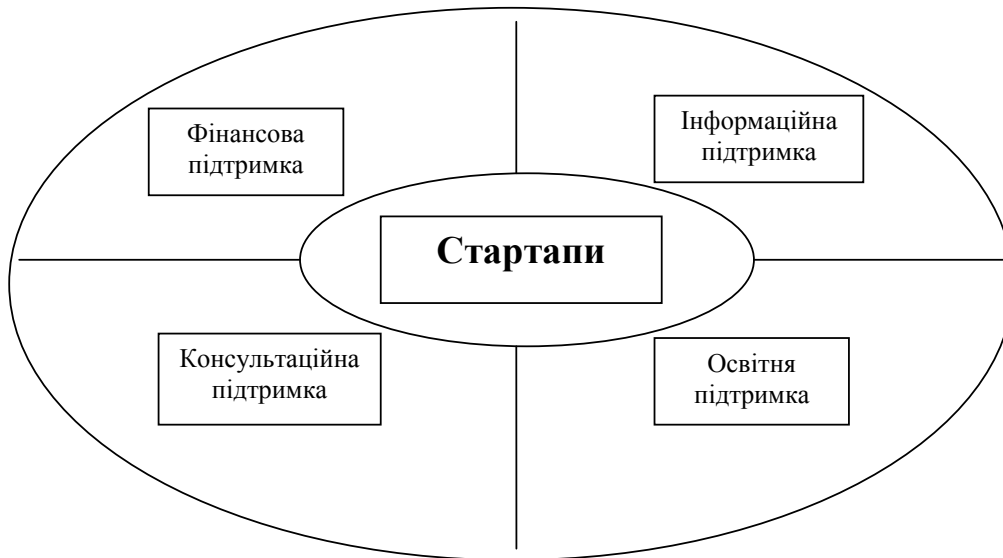 Фінансова
підтримка
Інформаційна
підтримка
Стартапи
Консультаційна
підтримка
Освітня
підтримка